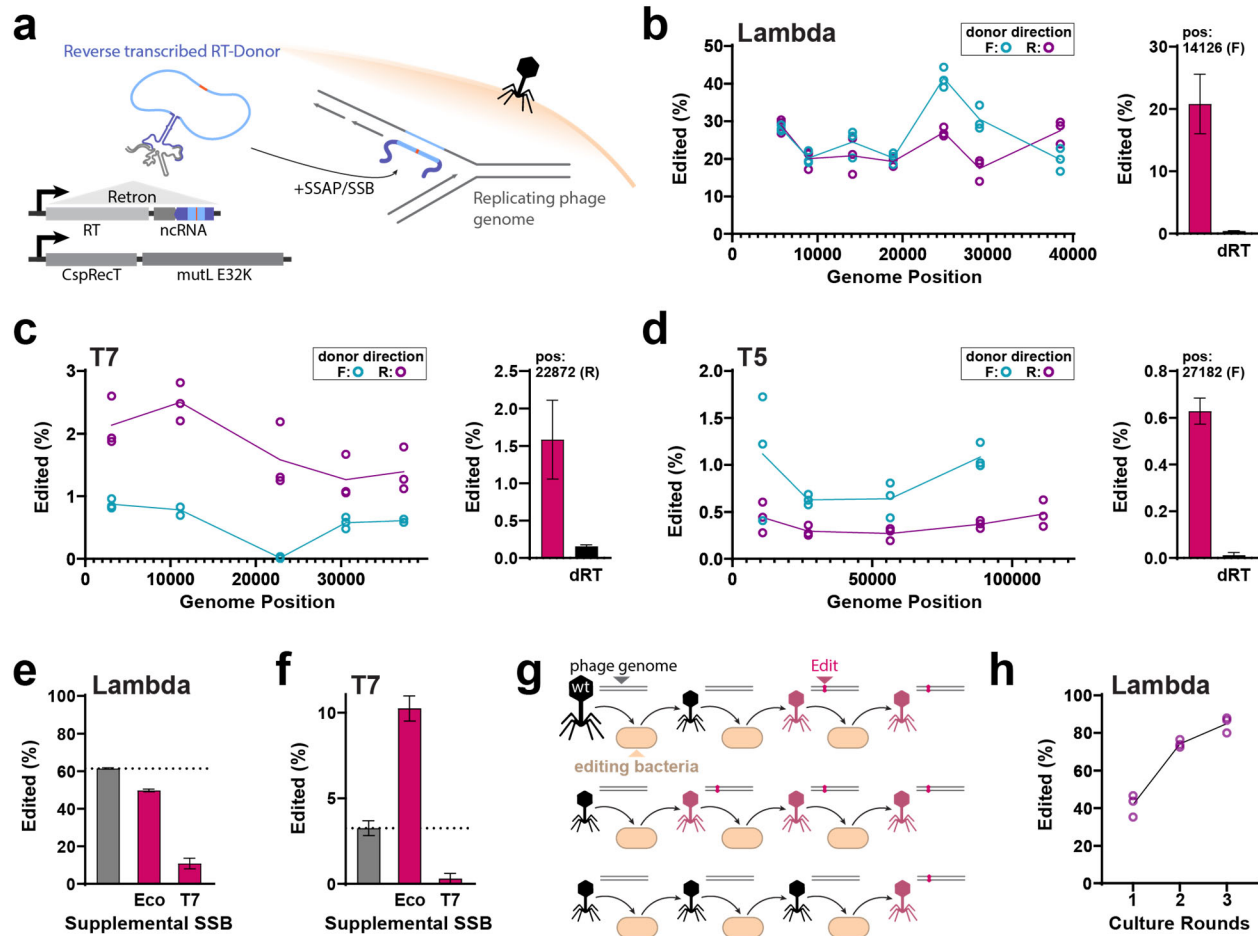 a
Reverse transcribed RT-Donor
+SSAP/SSB
Replicating phage
genome
Retron
RT
ncRNA
CspRecT
mutL E32K
b
Lambda
donor direction
F: R:
Edited (%)
50
40
30
20
10
0
0
10000
20000
30000
40000
Genome Position
pos:
14126 (F)
Edited (%)
30
20
10
0
dRT
c
T7
donor direction
F: R:
Edited (%)
3
2
1
0
0
10000
20000
30000
Genome Position
pos:
22872 (R)
Edited (%)
2.5
2.0
1.5
1.0
0.5
0.0
dRT
d
T5
donor direction
F: R:
Edited (%)
2.0
1.5
1.0
0.5
0.0
0
50000
100000
Genome Position
pos:
27182 (F)
Edited (%)
0.8
0.6
0.4
0.2
0.0
dRT
e
Lambda
Edited (%)
100
80
60
40
20
0
Eco
T7
Supplemental SSB
f
T7
Edited (%)
10
5
0
Eco
T7
Supplemental SSB
g
phage genome
wt
Edit
editing bacteria
h
Lambda
Edited (%)
100
80
60
40
20
0
1
2
3
Culture Rounds